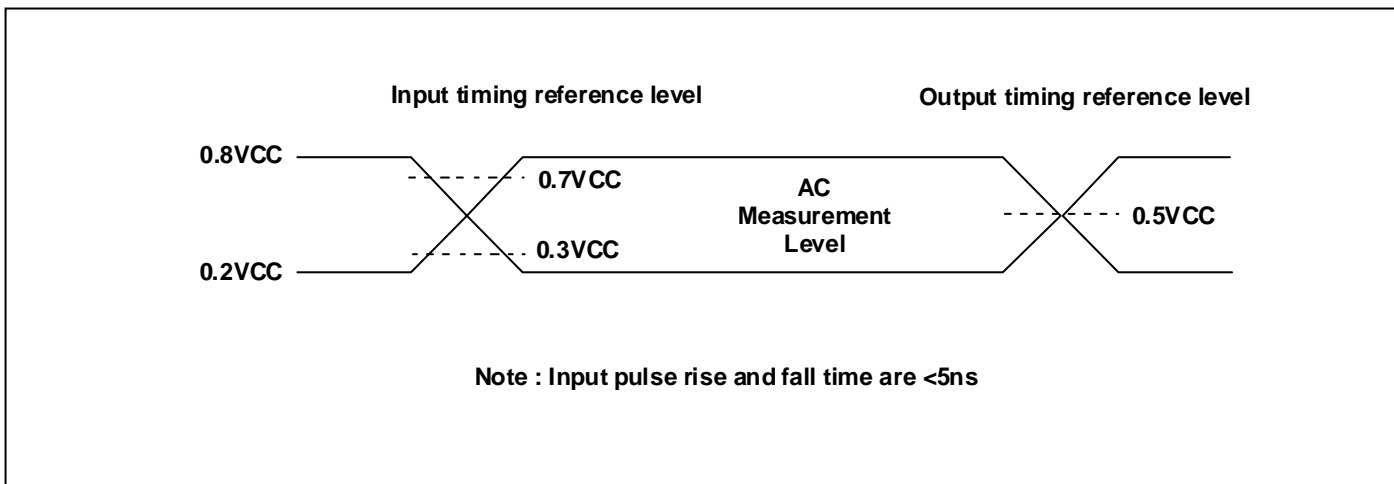 Input timing reference level
Output timing reference level
0.8VCC
0.7VCC
AC
Measurement
Level
0.5VCC
0.3VCC
0.2VCC
Note : Input pulse rise and fall time are <5ns